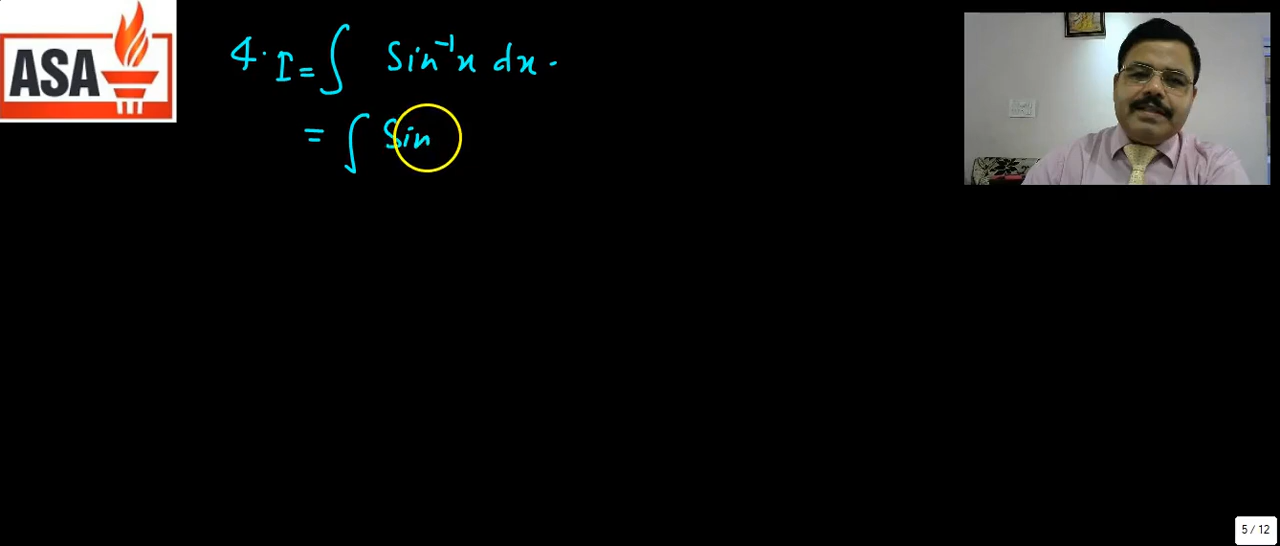 ASA
4. I = ∫ Sin⁻¹x dx.
= ∫ Sin
5 / 12